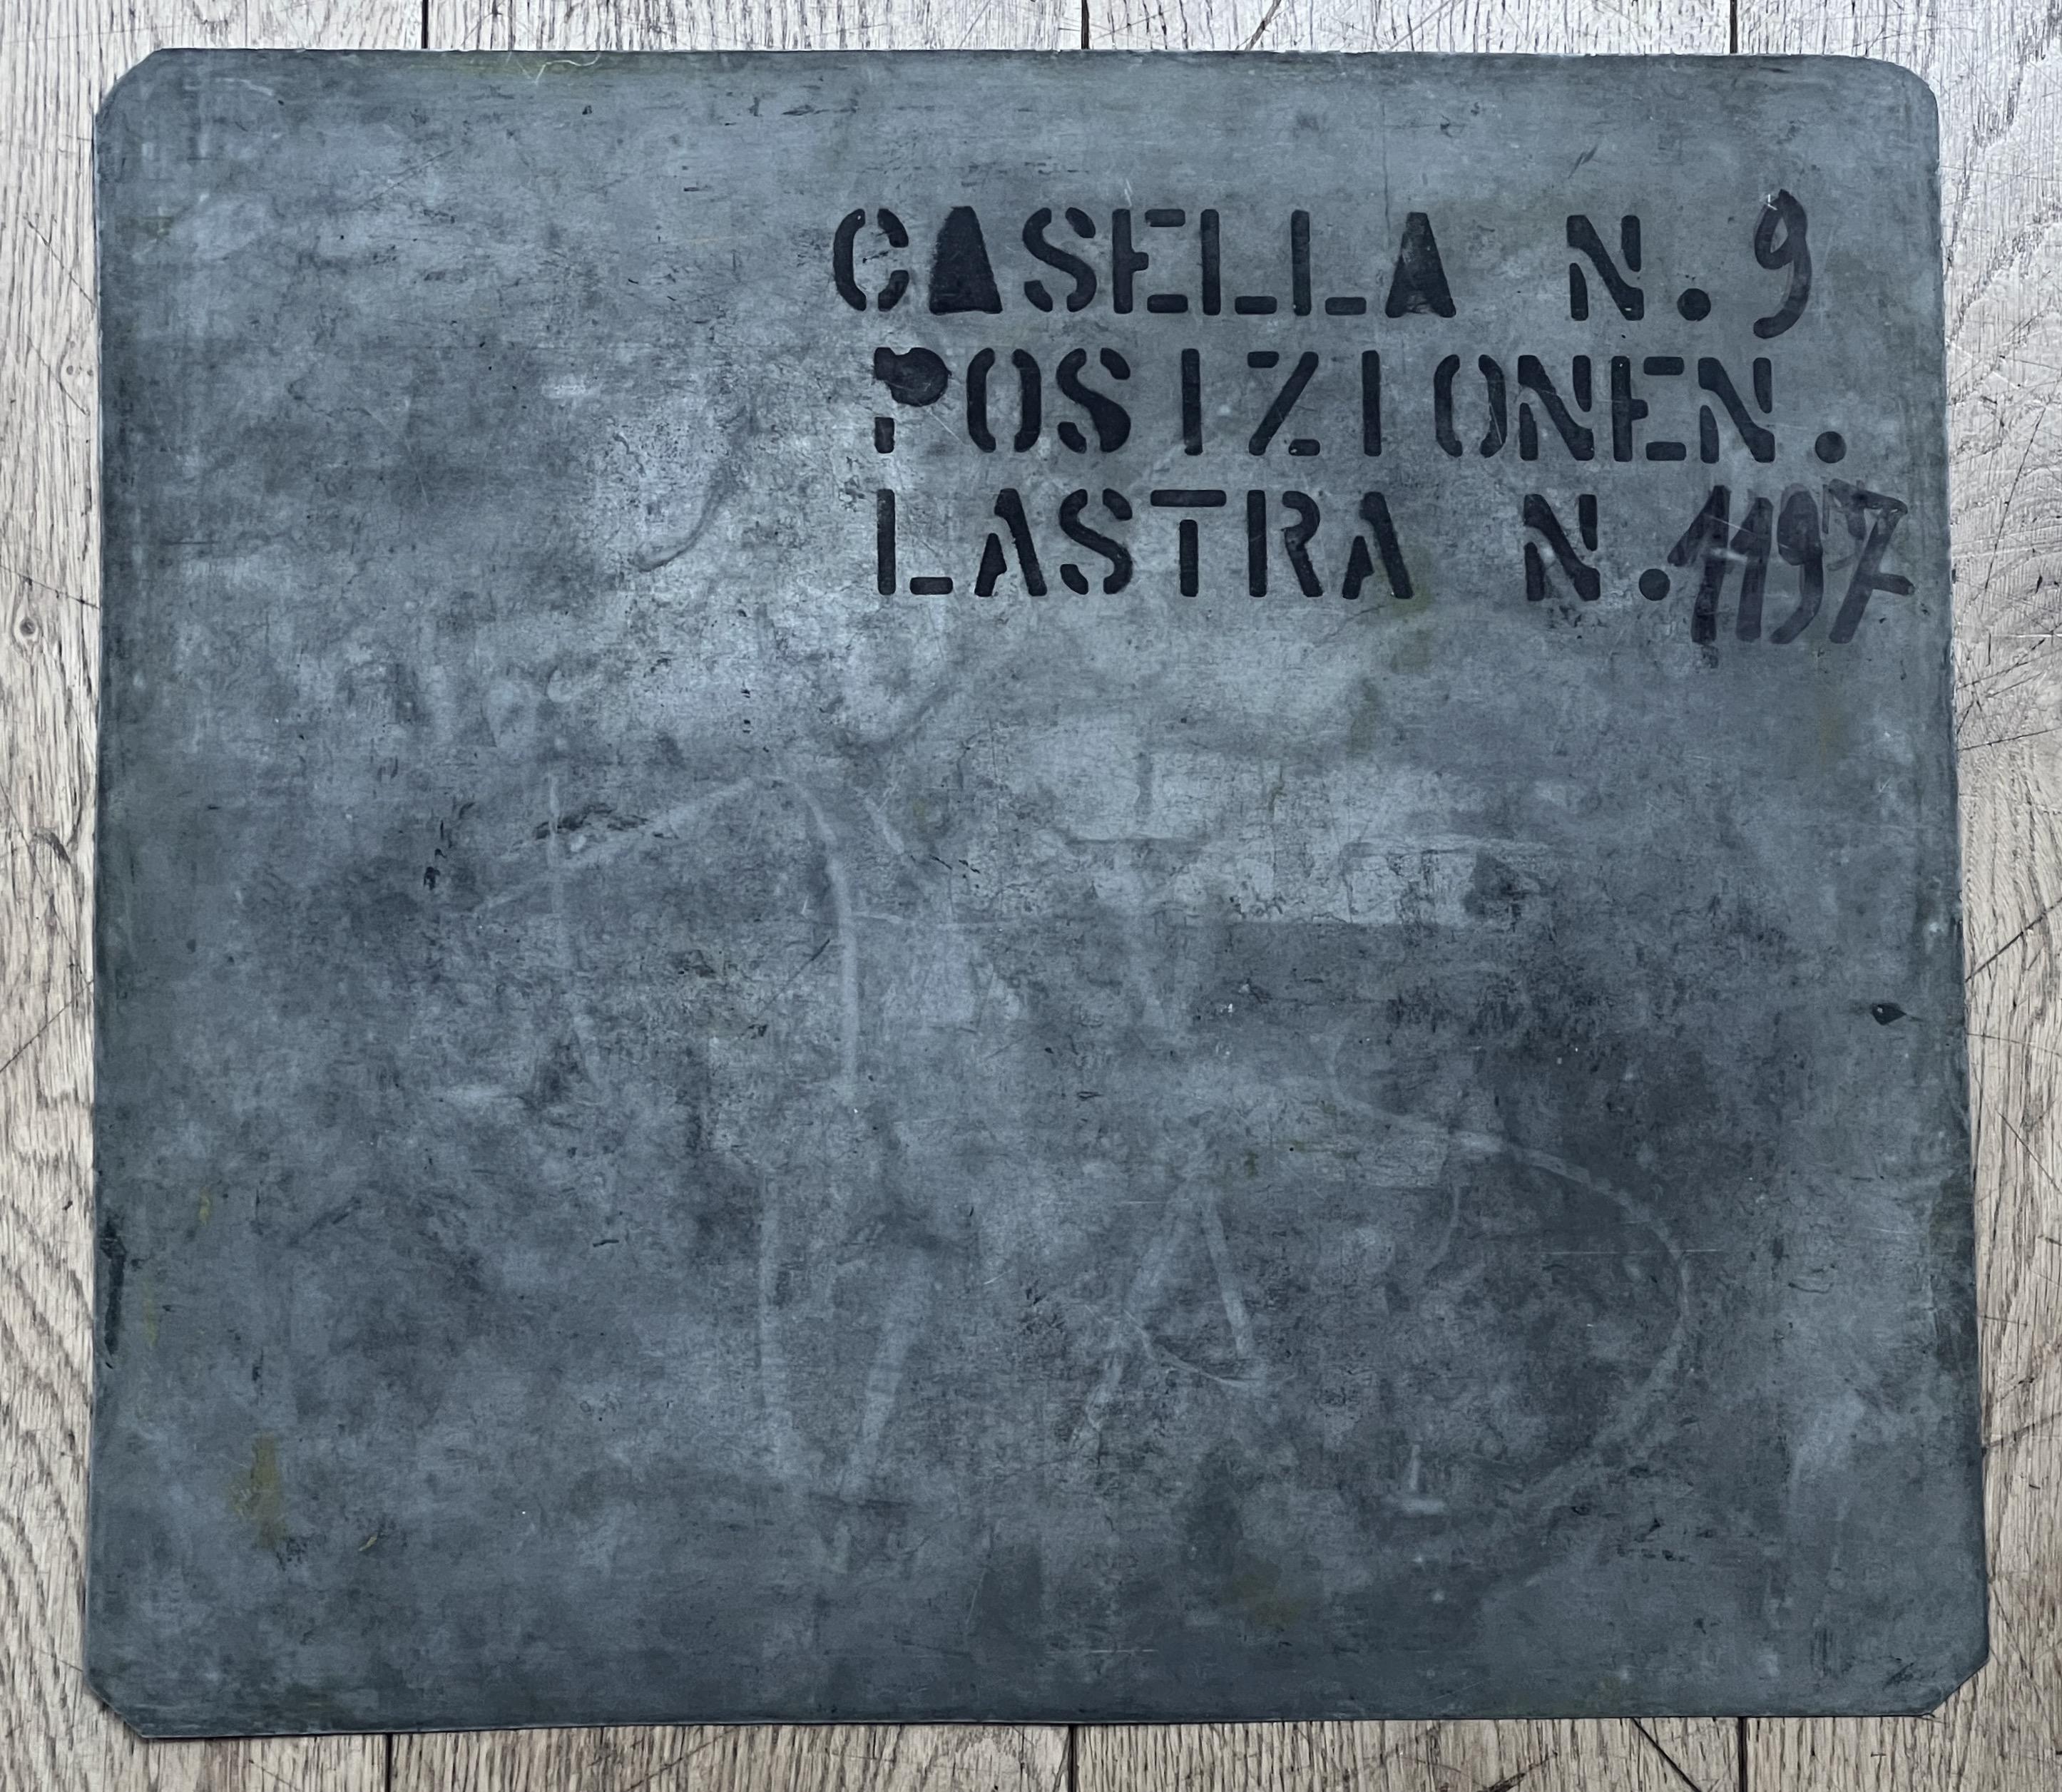 CASELLA N. 9
POSIZIONEN.
LASTRA N. 1197